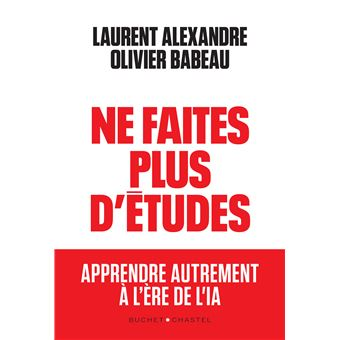 LAURENT ALEXANDRE
OLIVIER BABEAU
NE FAITES
PLUS
D'ÉTUDES
APPRENDRE AUTREMENT
À L'ÈRE DE L'IA
BUCHET • CHASTEL